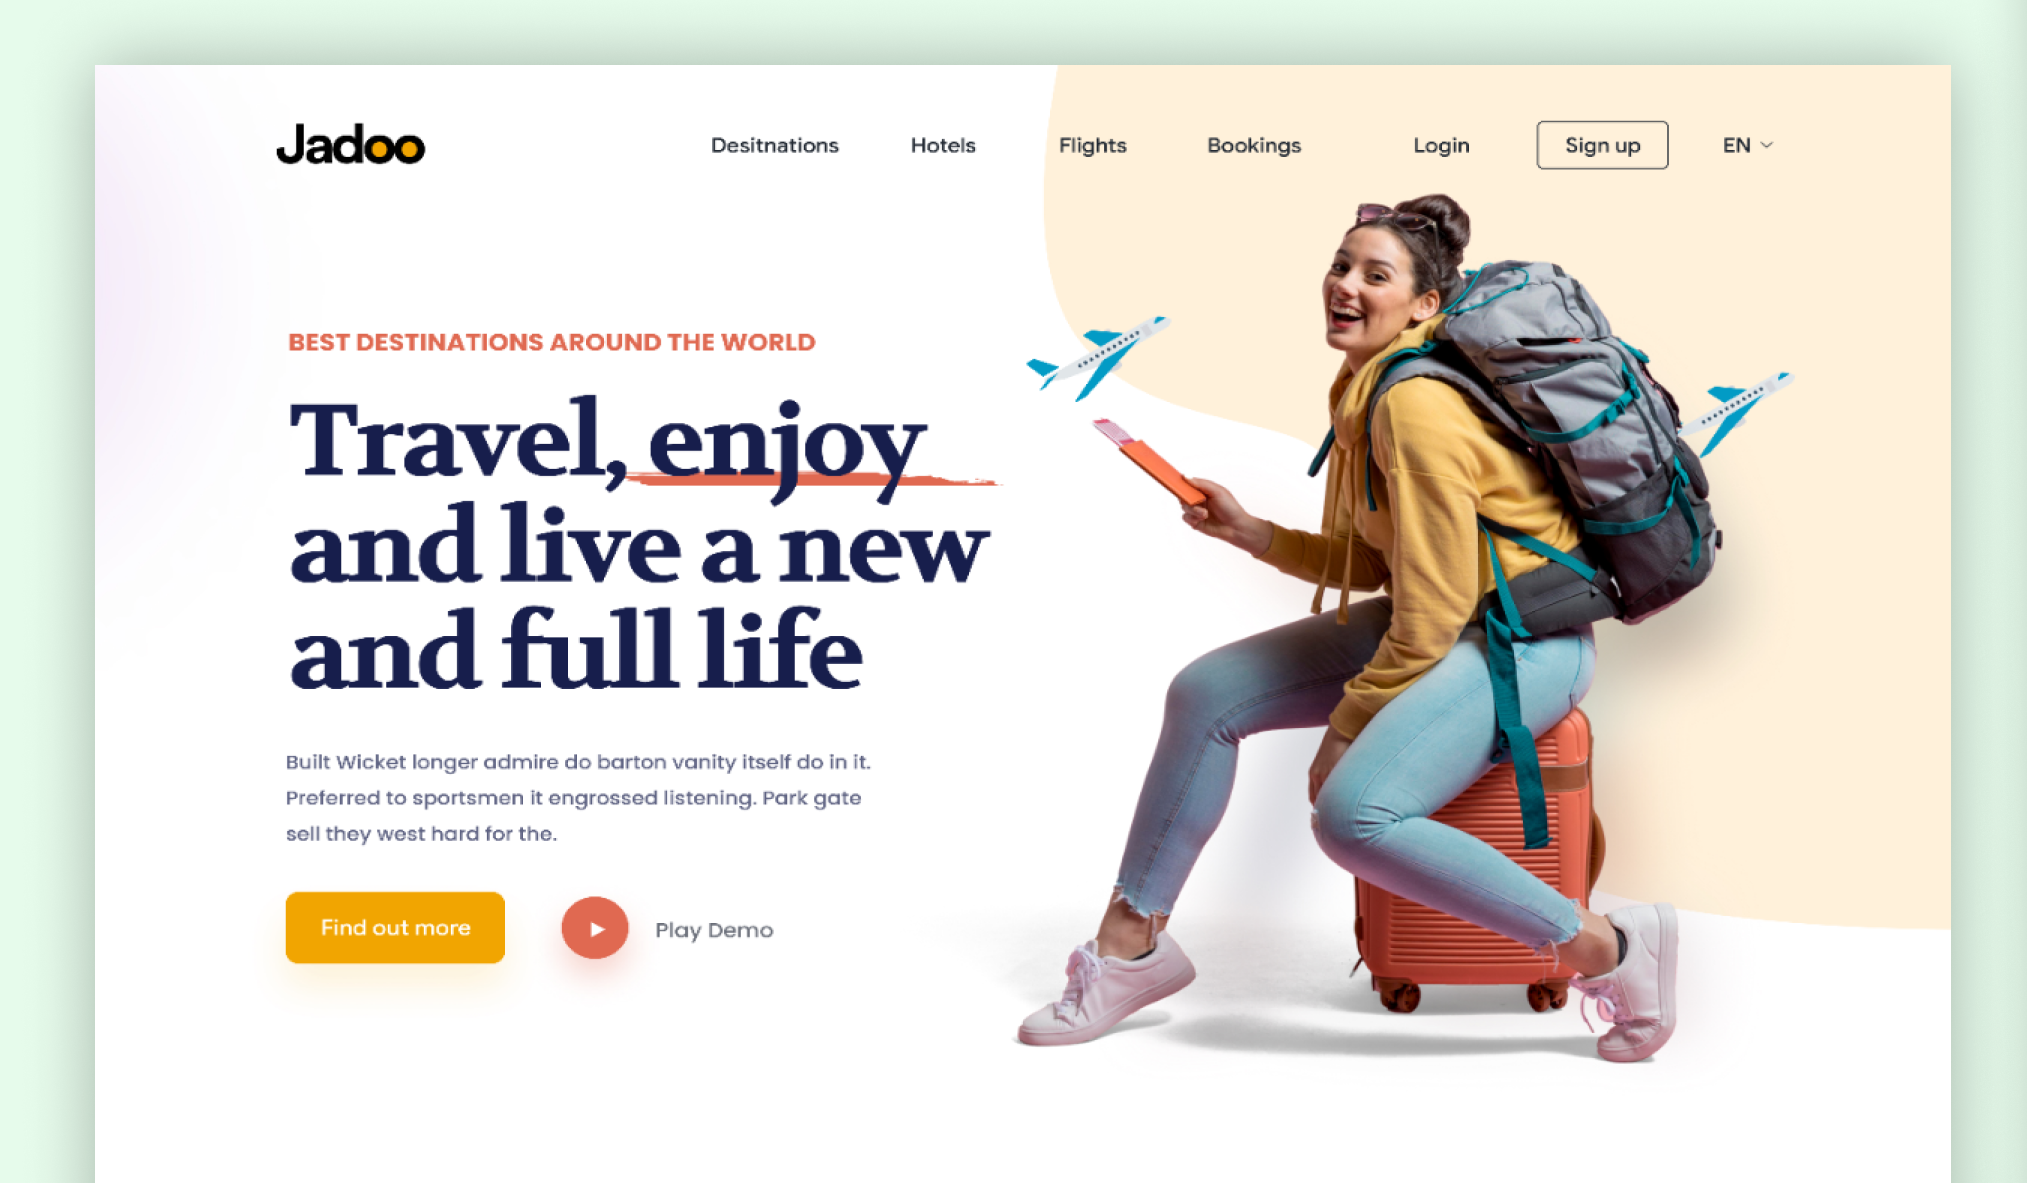 Jadoo
Desitnations Hotels Flights Bookings Login Sign up EN
BEST DESTINATIONS AROUND THE WORLD
Travel, enjoy
and live a new
and full life
Built Wicket longer admire do barton vanity itself do in it.
Preferred to sportsmen it engrossed listening. Park gate
sell they west hard for the.
Find out more Play Demo